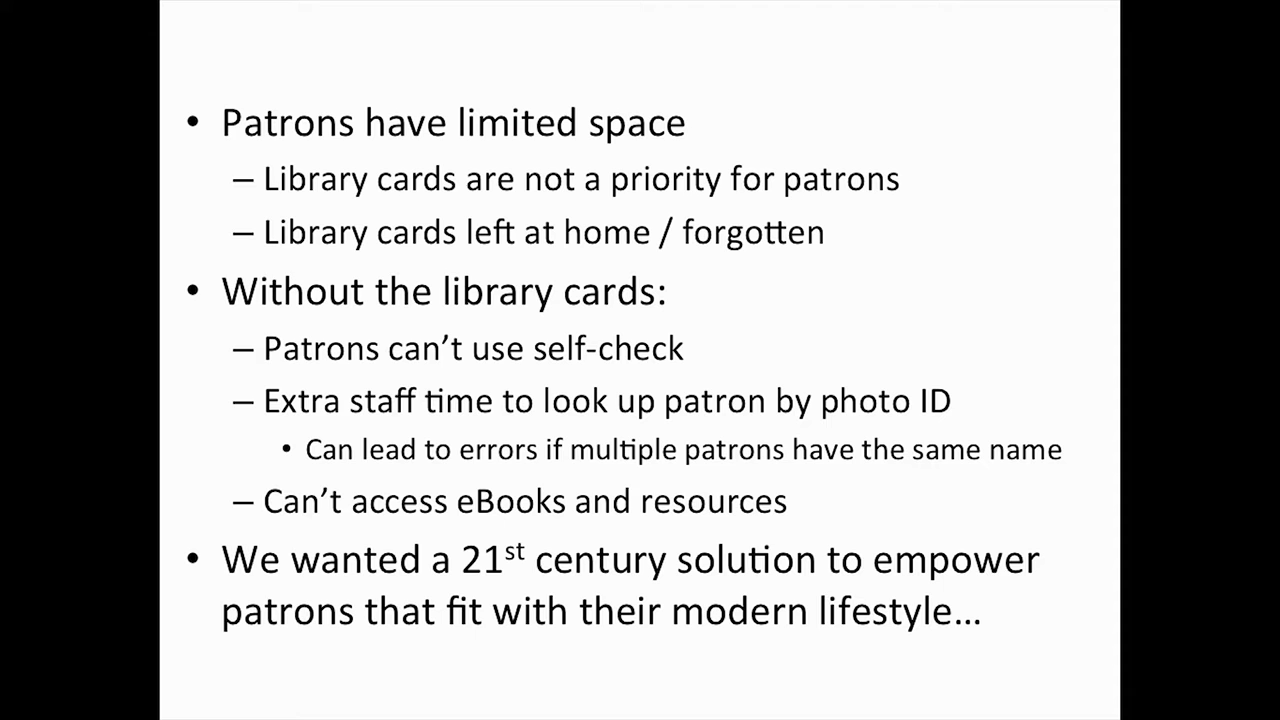 • Patrons have limited space
– Library cards are not a priority for patrons
– Library cards left at home / forgotten
• Without the library cards:
– Patrons can’t use self-check
– Extra staff time to look up patron by photo ID
• Can lead to errors if multiple patrons have the same name
– Can’t access eBooks and resources
• We wanted a 21st century solution to empower
patrons that fit with their modern lifestyle…